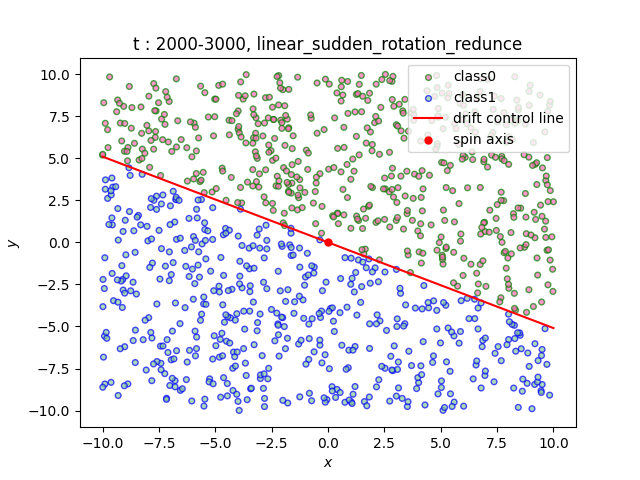 t : 2000-3000, linear_sudden_rotation_redunce
class0
class1
drift control line
spin axis
10.0
7.5
5.0
2.5
0.0
−2.5
−5.0
−7.5
−10.0
y
−10.0 −7.5 −5.0 −2.5 0.0 2.5 5.0 7.5 10.0
x